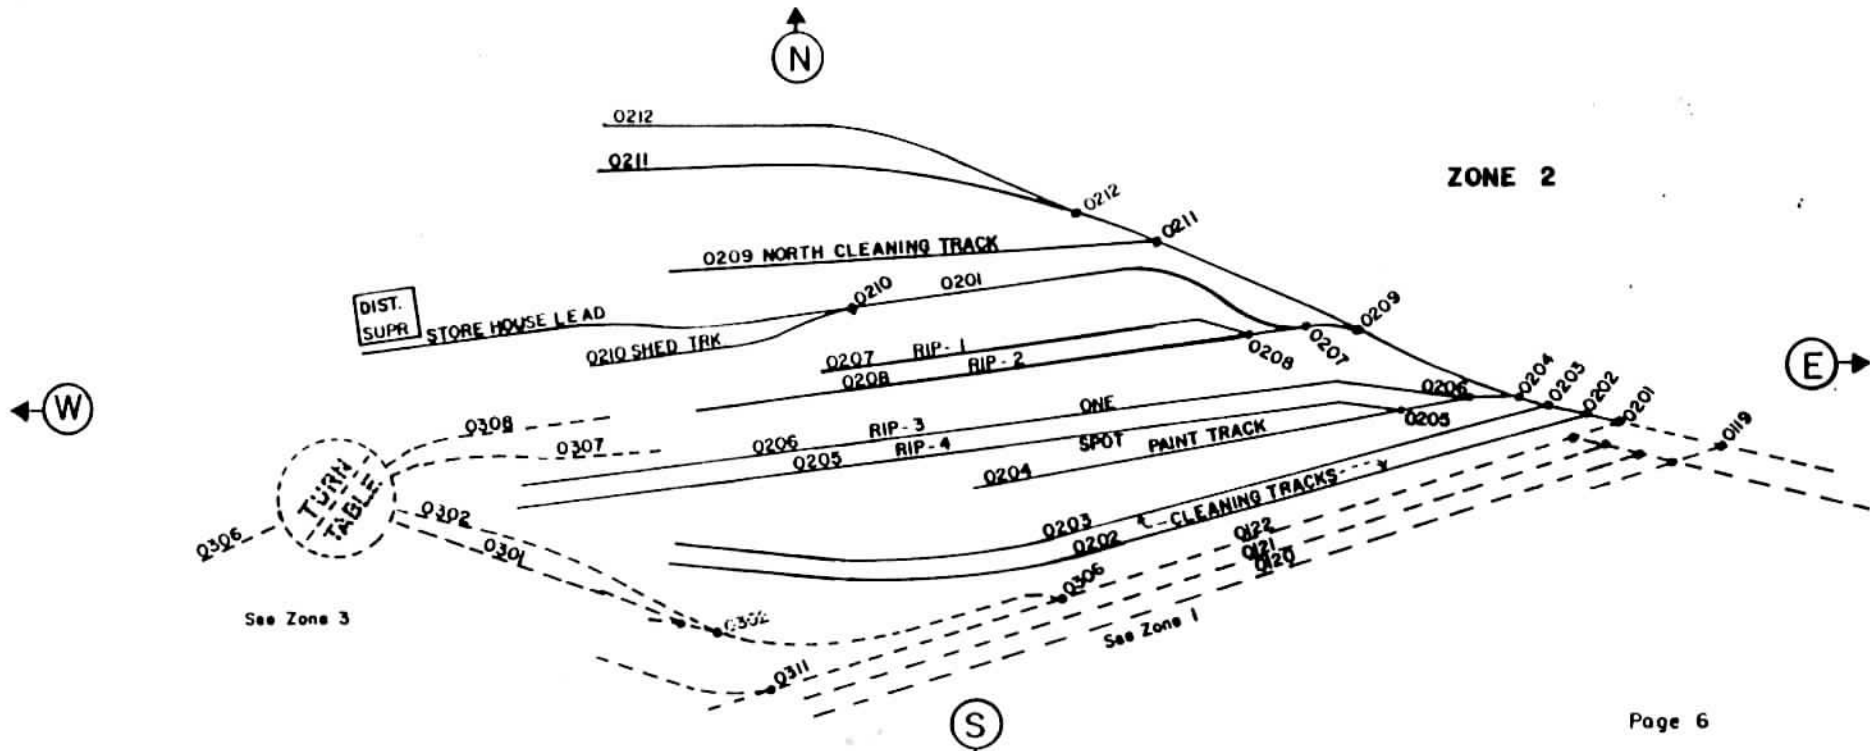 N
0212
0211
ZONE 2
0212
0211
0209 NORTH CLEANING TRACK
0210
0201
0209
DIST.
SUPR
STORE HOUSE LEAD
0210 SHED TRK
0207 RIP-1
0208 RIP-2
0208
0207
0204
0203
0202
0201
0119
E
W
0206
0205
0206 RIP-3 ONE
0205 RIP-4 SPOT
PAINT TRACK
0204
0308
0307
TURN
TABLE
0302
0301
0306
0203
CLEANING TRACKS
0202
0122
0121
0120
0306
0302
0311
See Zone 3
See Zone 1
S
Page 6